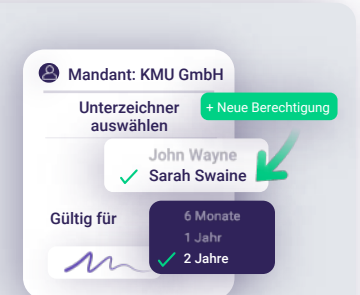 Mandant: KMU GmbH
Unterzeichner
auswählen
+ Neue Berechtigung
John Wayne
Sarah Swaine
Gültig für
6 Monate
1 Jahr
2 Jahre